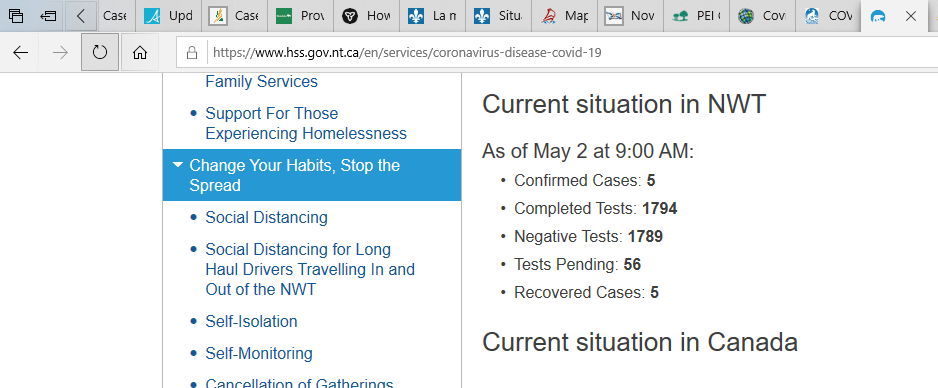 Case
Upd
Case
Prov
How
La m
Situ
Map
Nov
PEI
Cov
COV
https://www.hss.gov.nt.ca/en/services/coronavirus-disease-covid-19
Family Services
Support For Those
Experiencing Homelessness
Change Your Habits, Stop the
Spread
Social Distancing
Social Distancing for Long
Haul Drivers Travelling In and
Out of the NWT
Self-Isolation
Self-Monitoring
Cancellation of Gatherings
Current situation in NWT
As of May 2 at 9:00 AM:
• Confirmed Cases: 5
• Completed Tests: 1794
• Negative Tests: 1789
• Tests Pending: 56
• Recovered Cases: 5
Current situation in Canada